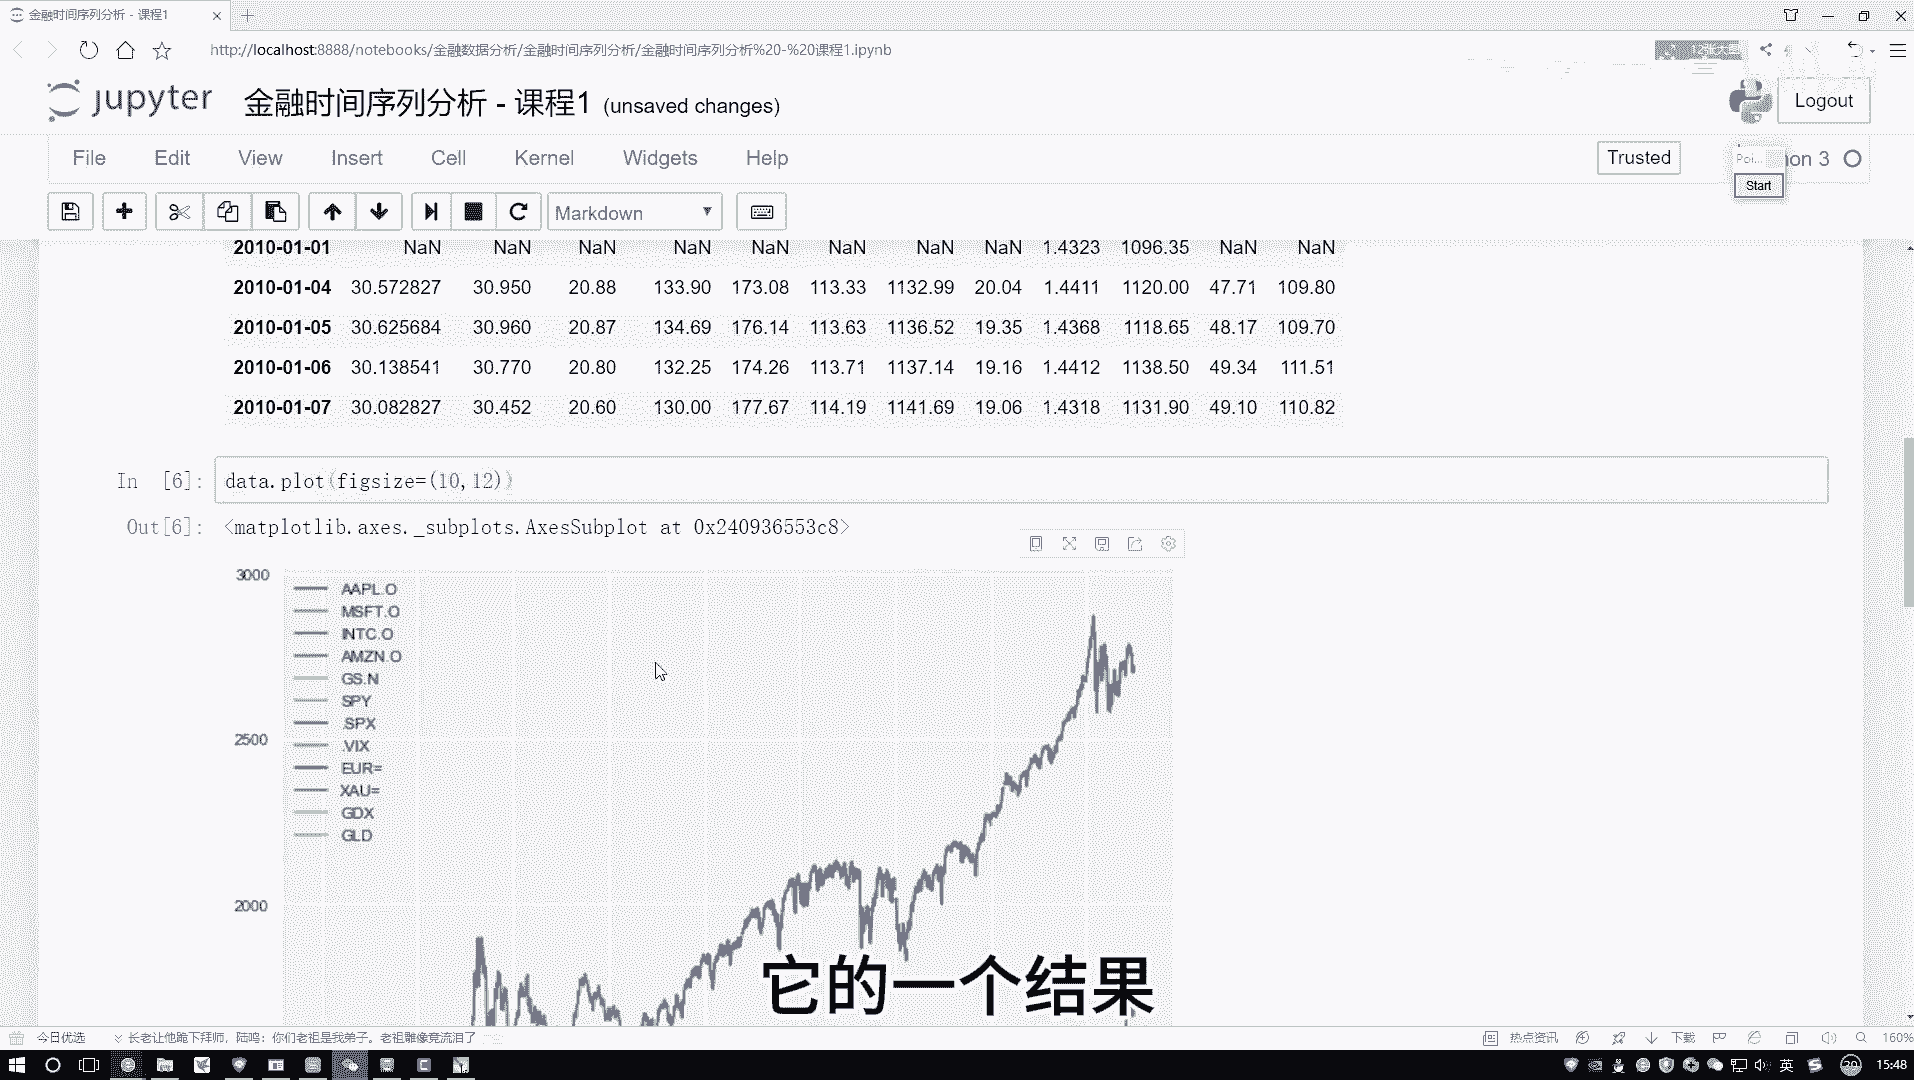 金融时间序列分析 - 课程1
http://localhost:8888/notebooks/金融数据分析/金融时间序列分析/金融时间序列分析%20-%20课程1.ipynb
jupyter 金融时间序列分析 - 课程1 (unsaved changes)
Logout
File Edit View Insert Cell Kernel Widgets Help
Trusted
on 3
Start
Markdown
2010-01-01 NaN NaN NaN NaN NaN NaN NaN NaN 1.4323 1096.35 NaN NaN
2010-01-04 30.572827 30.950 20.88 133.90 173.08 113.33 1132.99 20.04 1.4411 1120.00 47.71 109.80
2010-01-05 30.625684 30.960 20.87 134.69 176.14 113.63 1136.52 19.35 1.4368 1118.65 48.17 109.70
2010-01-06 30.138541 30.770 20.80 132.25 174.26 113.71 1137.14 19.16 1.4412 1138.50 49.34 111.51
2010-01-07 30.082827 30.452 20.60 130.00 177.67 114.19 1141.69 19.06 1.4318 1131.90 49.10 110.82
In [6]: data.plot(figsize=(10,12))
Out[6]: <matplotlib.axes._subplots.AxesSubplot at 0x240936553c8>
3000
AAPL.O
MSFT.O
INTC.O
AMZN.O
GS.N
SPY
.SPX
.VIX
EUR=
XAU=
GDX
GLD
2500
2000
它的一个结果
今日优选
长老让他跪下拜师，陆鸣：你们老祖是我弟子。老祖雕像竟流泪了
热点资讯
下载
160%
英
20
15:48